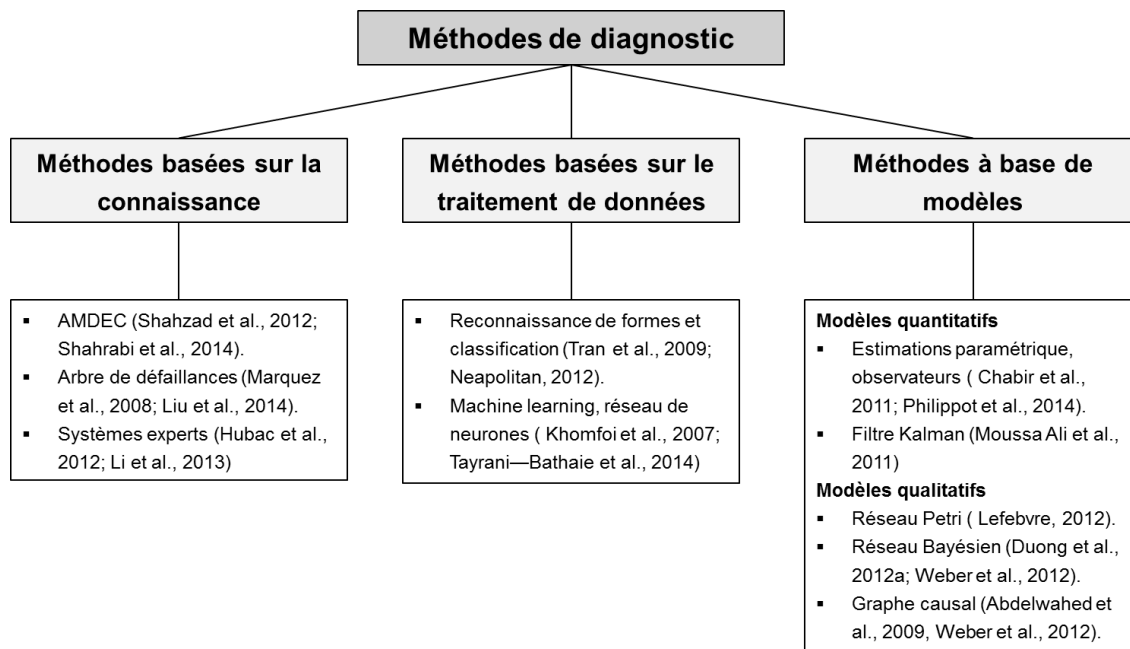 Méthodes de diagnostic
Méthodes basées sur la
connaissance
Méthodes basées sur le
traitement de données
Méthodes à base de
modèles
▪ AMDEC (Shahzad et al., 2012;
Shahrabi et al., 2014).
▪ Arbre de défaillances (Marquez
et al., 2008; Liu et al., 2014).
▪ Systèmes experts (Hubac et al.,
2012; Li et al., 2013)
▪ Reconnaissance de formes et
classification (Tran et al., 2009;
Neapolitan, 2012).
▪ Machine learning, réseau de
neurones ( Khomfoi et al., 2007;
Tayrani—Bathaie et al., 2014)
Modèles quantitatifs
▪ Estimations paramétrique,
observateurs ( Chabir et al.,
2011; Philippot et al., 2014).
▪ Filtre Kalman (Moussa Ali et al.,
2011)
Modèles qualitatifs
▪ Réseau Petri ( Lefebvre, 2012).
▪ Réseau Bayésien (Duong et al.,
2012a; Weber et al., 2012).
▪ Graphe causal (Abdelwahed et
al., 2009, Weber et al., 2012).